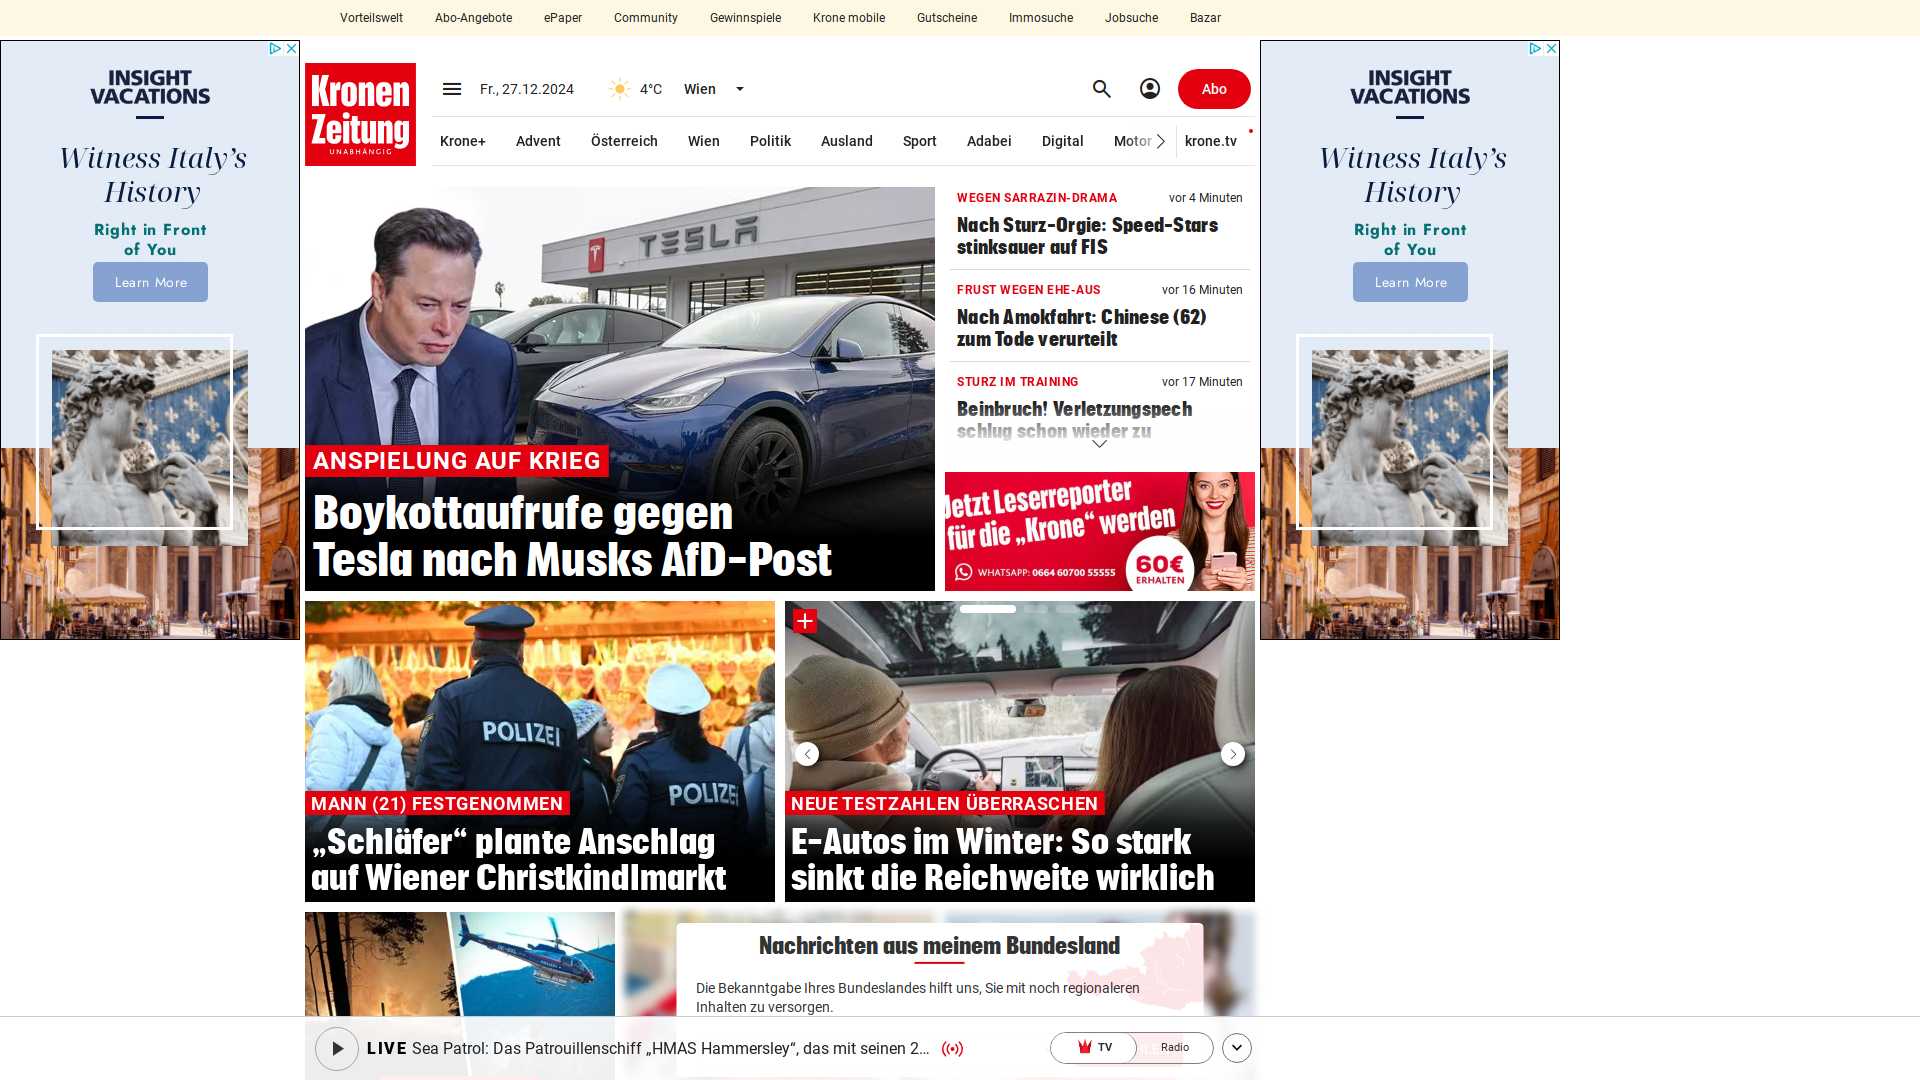 Vorteilswelt Abo-Angebote ePaper Community Gewinnspiele Krone mobile Gutscheine Immosuche Jobsuche Bazar
INSIGHT
VACATIONS
Witness Italy’s
History
Right in Front
of You
Learn More
Kronen
Zeitung
UNABHÄNGIG
Fr., 27.12.2024 4°C Wien
Abo
Krone+ Advent Österreich Wien Politik Ausland Sport Adabei Digital Motor krone.tv
TESLA
ANSPIELUNG AUF KRIEG
Boykottaufrufe gegen
Tesla nach Musks AfD-Post
WEGEN SARRAZIN-DRAMA vor 4 Minuten
Nach Sturz-Orgie: Speed-Stars
stinksauer auf FIS
FRUST WEGEN EHE-AUS vor 16 Minuten
Nach Amokfahrt: Chinese (62)
zum Tode verurteilt
STURZ IM TRAINING vor 17 Minuten
Beinbruch! Verletzungspech
schlug schon wieder zu
Jetzt Leserreporter
für die „Krone“ werden
WHATSAPP: 0664 60700 55555
60€
ERHALTEN
INSIGHT
VACATIONS
Witness Italy’s
History
Right in Front
of You
Learn More
POLIZEI
POLIZEI
MANN (21) FESTGENOMMEN
„Schläfer“ plante Anschlag
auf Wiener Christkindlmarkt
NEUE TESTZAHLEN ÜBERRASCHEN
E-Autos im Winter: So stark
sinkt die Reichweite wirklich
Nachrichten aus meinem Bundesland
Die Bekanntgabe Ihres Bundeslandes hilft uns, Sie mit noch regionaleren
Inhalten zu versorgen.
LIVE Sea Patrol: Das Patrouillenschiff „HMAS Hammersley“, das mit seinen 2...
TV Radio